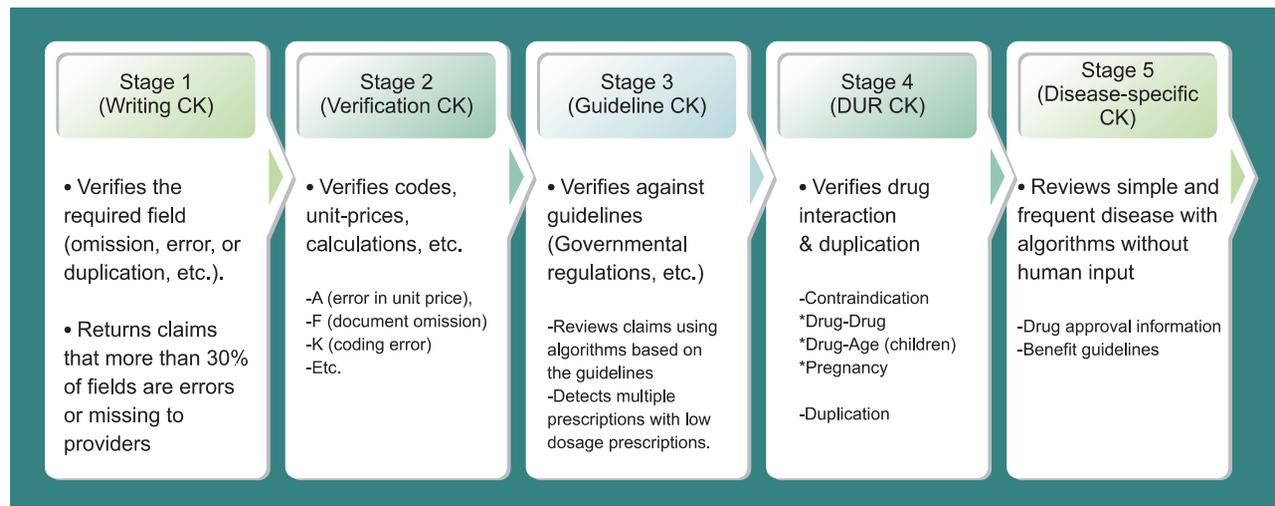 Stage 1
(Writing CK)
• Verifies the
required field
(omission, error, or
duplication, etc.).
• Returns claims
that more than 30%
of fields are errors
or missing to
providers
Stage 2
(Verification CK)
• Verifies codes,
unit-prices,
calculations, etc.
-A (error in unit price),
-F (document omission)
-K (coding error)
-Etc.
Stage 3
(Guideline CK)
• Verifies against
guidelines
(Governmental
regulations, etc.)
-Reviews claims using
algorithms based on
the guidelines
-Detects multiple
prescriptions with low
dosage prescriptions.
Stage 4
(DUR CK)
• Verifies drug
interaction
& duplication
-Contraindication
*Drug-Drug
*Drug-Age (children)
*Pregnancy
-Duplication
Stage 5
(Disease-specific
CK)
• Reviews simple and
frequent disease with
algorithms without
human input
-Drug approval information
-Benefit guidelines